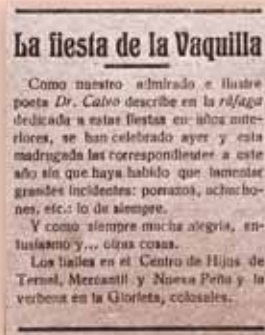 La fiesta de la Vaquilla
Como nuestro admirado e ilustre
poeta Dr. Calvo describe en la ráfaga
dedicada a estas fiestas en años ante-
riores, se han celebrado ayer y esta
madrugada las correspondientes a este
año sin que haya habido que lamentar
grandes incidentes: porrazos, achucho-
nes, etc.: lo de siempre.
Y como siempre mucha alegría, en-
tusiasmo y... otras cosas.
Los bailes en el Centro de Hijos de
Teruel, Mercantil y Nueva Peña y la
verbena en la Glorieta, colosales.